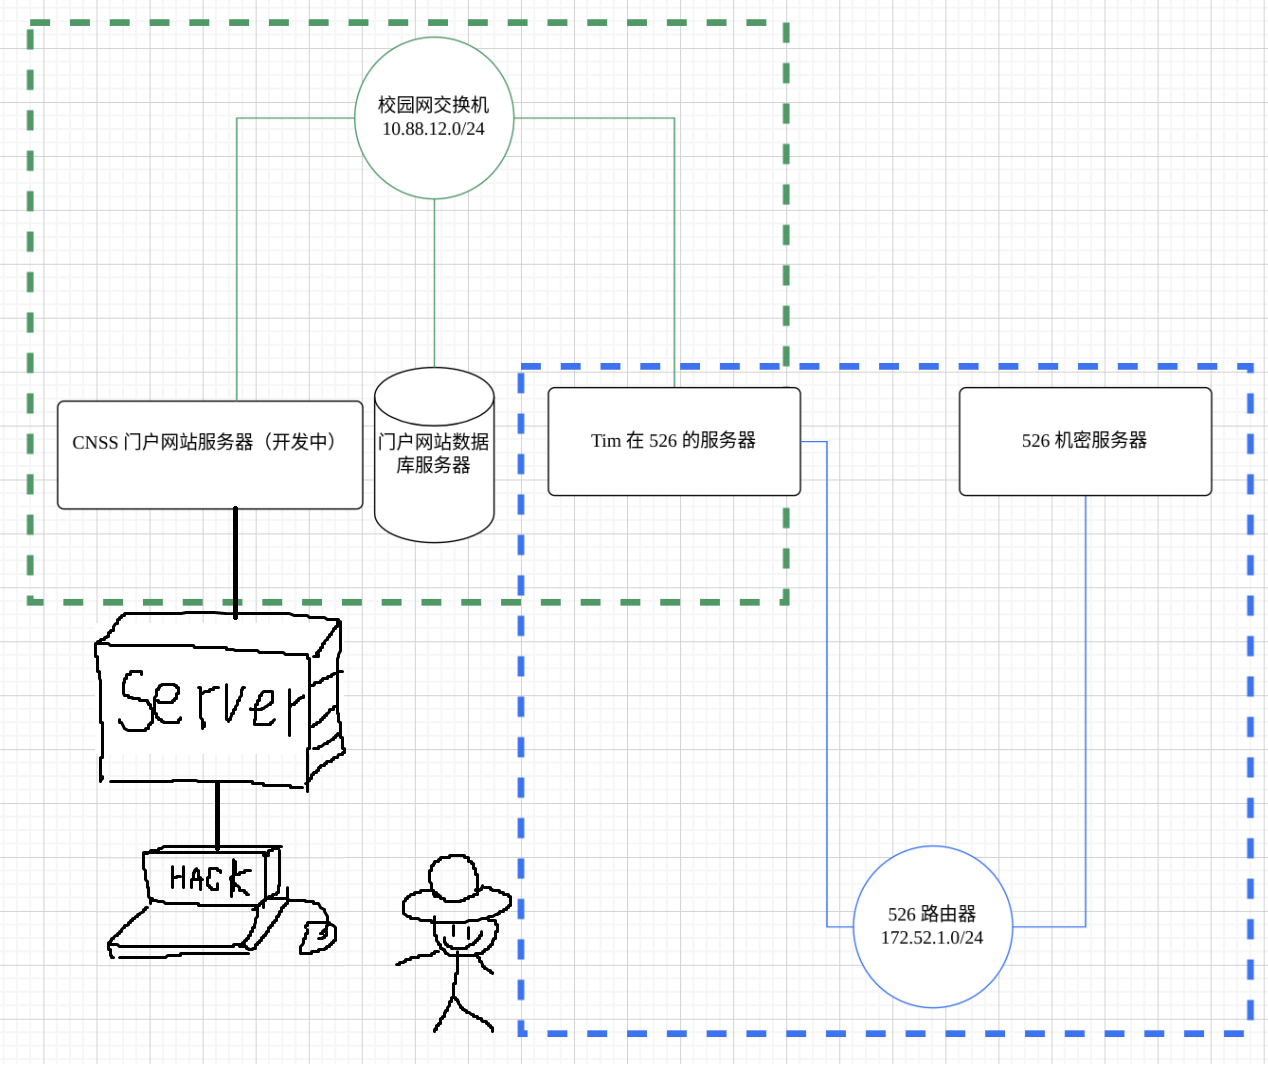 校园网交换机
10.88.12.0/24
CNSS 门户网站服务器（开发中）
门户网站数据
库服务器
Tim 在 526 的服务器
526 机密服务器
Server
HACK
526 路由器
172.52.1.0/24